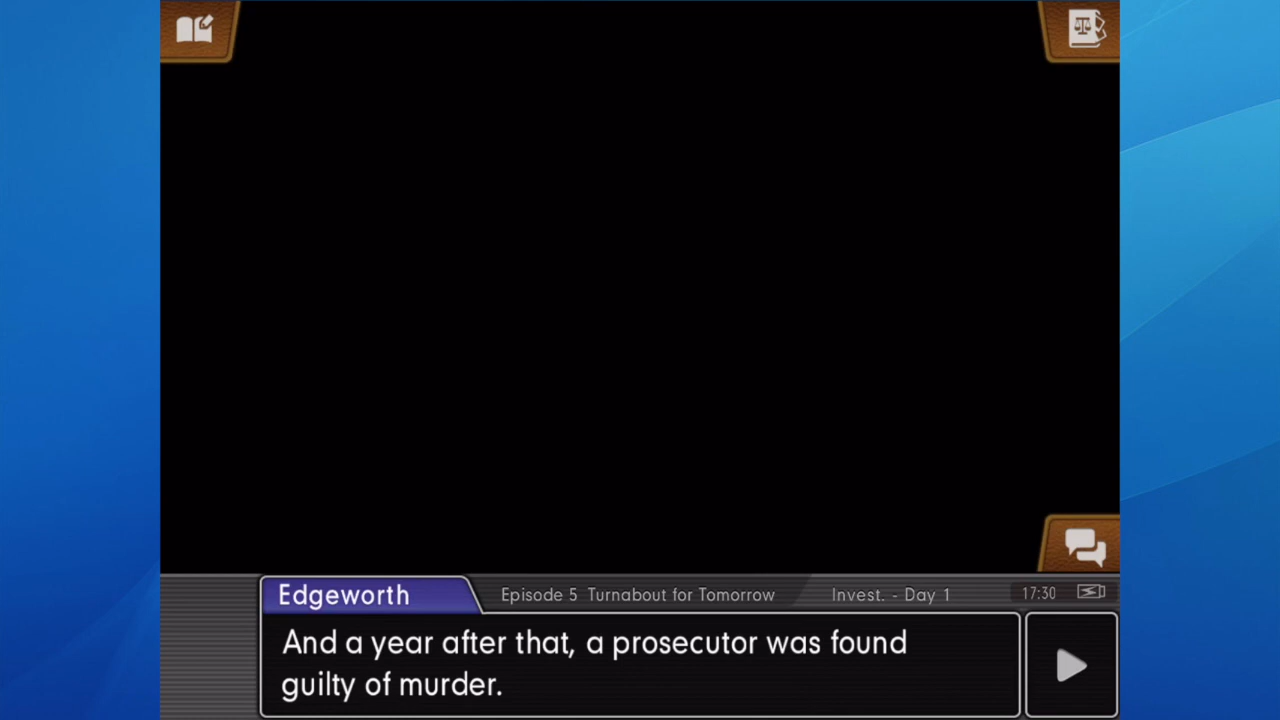 Edgeworth
Episode 5 Turnabout for Tomorrow
Invest. - Day 1
17:30
And a year after that, a prosecutor was found
guilty of murder.